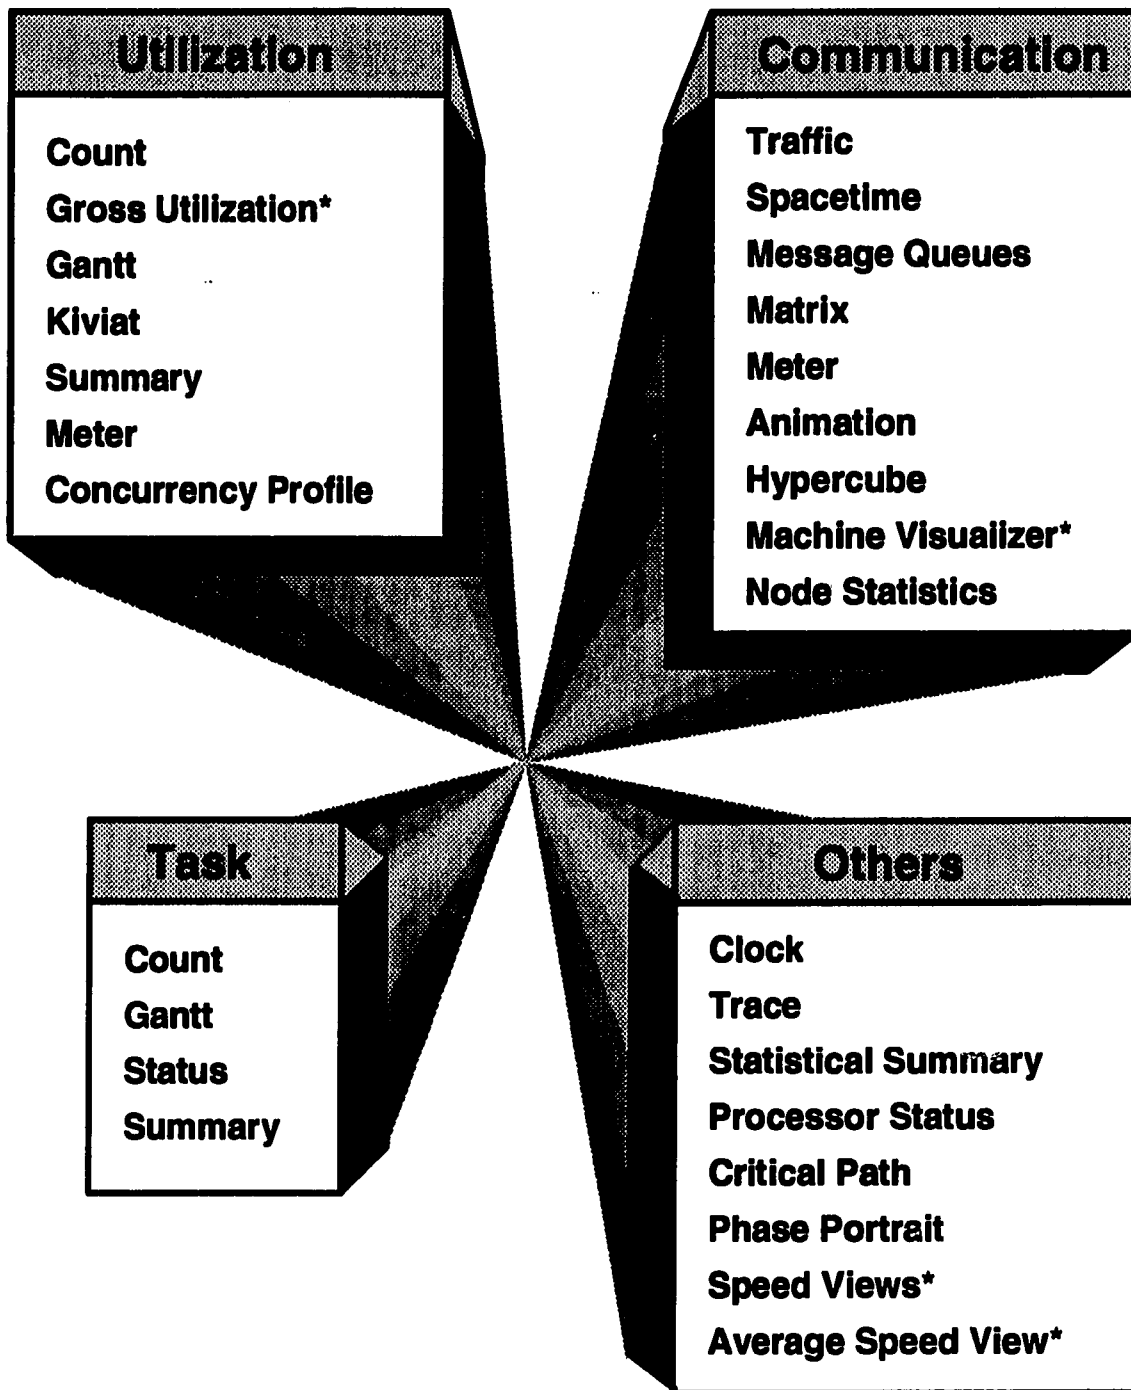 Utilization
Count
Gross Utilization*
Gantt
Kiviat
Summary
Meter
Concurrency Profile
Communication
Traffic
Spacetime
Message Queues
Matrix
Meter
Animation
Hypercube
Machine Visualizer*
Node Statistics
Task
Count
Gantt
Status
Summary
Others
Clock
Trace
Statistical Summary
Processor Status
Critical Path
Phase Portrait
Speed Views*
Average Speed View*